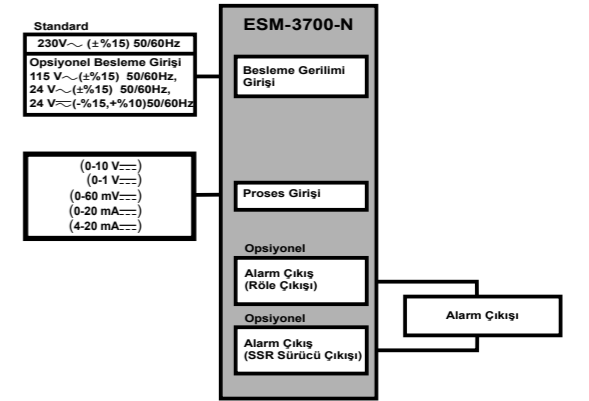 Standard
230V～ (±%15) 50/60Hz
Opsiyonel Besleme Girişi
115 V～(±%15) 50/60Hz,
24 V～(±%15) 50/60Hz,
24 V⏦(-%15,+%10)50/60Hz
(0-10 V⎓)
(0-1 V⎓)
(0-60 mV⎓)
(0-20 mA⎓)
(4-20 mA⎓)
ESM-3700-N
Besleme Gerilimi
Girişi
Proses Girişi
Opsiyonel
Alarm Çıkış
(Röle Çıkışı)
Opsiyonel
Alarm Çıkış
(SSR Sürücü Çıkışı)
Alarm Çıkışı